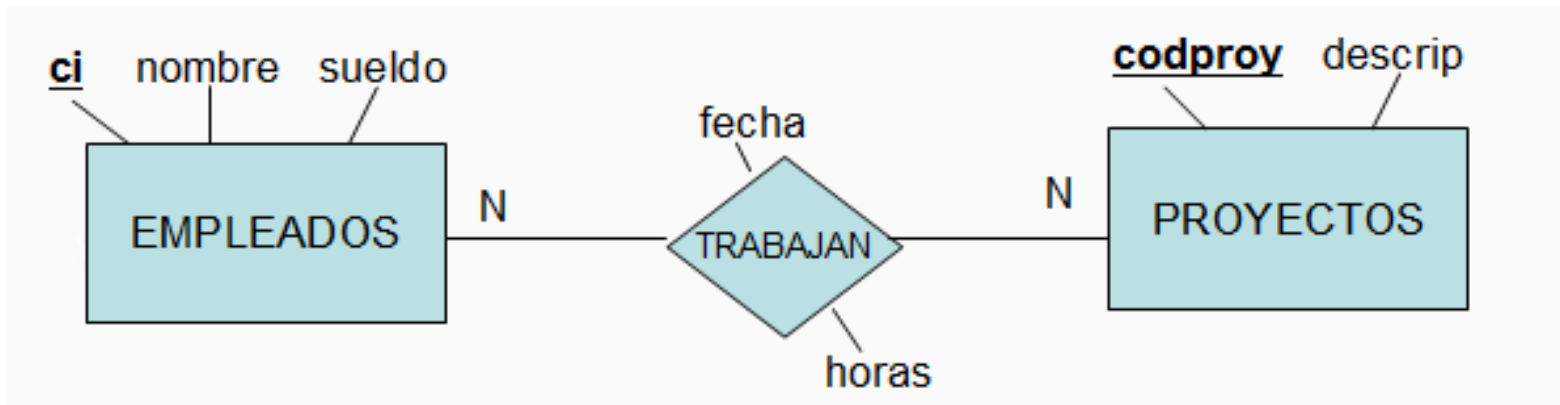 ci nombre sueldo
codproy descrip
fecha
N
N
EMPLEADOS
TRABAJAN
PROYECTOS
horas